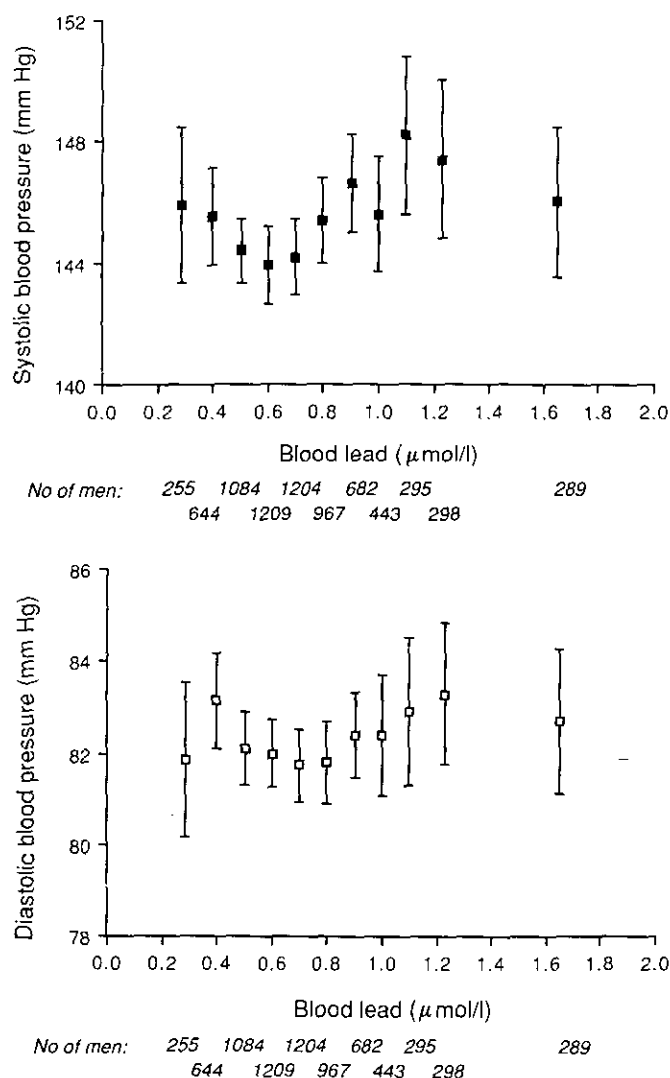 152
148
144
140
Systolic blood pressure (mm Hg)
0.0 0.2 0.4 0.6 0.8 1.0 1.2 1.4 1.6 1.8 2.0
Blood lead (μmol/l)
No of men: 255 1084 1204 682 295 289
644 1209 967 443 298
86
84
82
80
78
Diastolic blood pressure (mm Hg)
0.0 0.2 0.4 0.6 0.8 1.0 1.2 1.4 1.6 1.8 2.0
Blood lead (μmol/l)
No of men: 255 1084 1204 682 295 289
644 1209 967 443 298